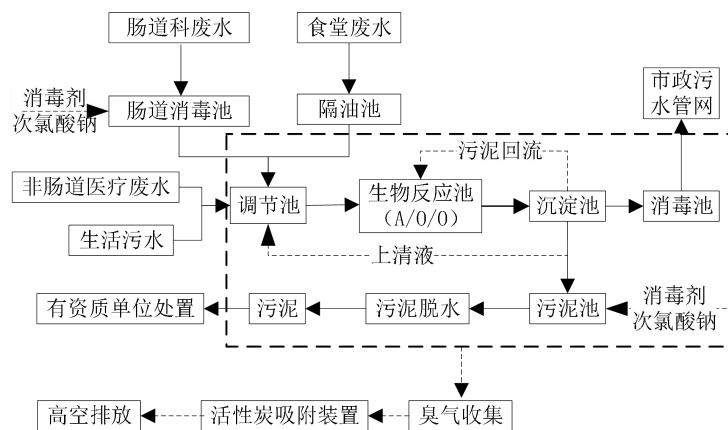 肠道科废水
食堂废水
市政污
水管网
消毒剂
次氯酸钠
肠道消毒池
隔油池
污泥回流
非肠道医疗废水
生活污水
调节池
生物反应池
（A/O/O）
沉淀池
消毒池
上清液
有资质单位处置
污泥
污泥脱水
污泥池
消毒剂
次氯酸钠
高空排放
活性炭吸附装置
臭气收集